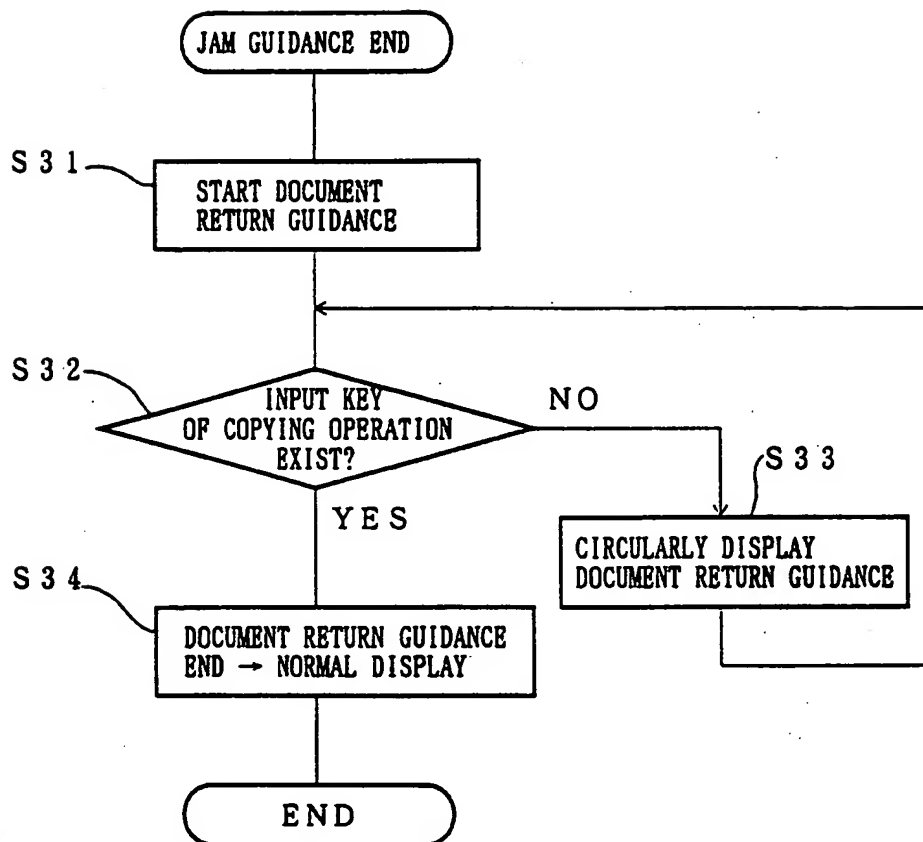 JAM GUIDANCE END
S31
START DOCUMENT
RETURN GUIDANCE
S32
INPUT KEY
OF COPYING OPERATION
EXIST?
NO
YES
S33
CIRCULARLY DISPLAY
DOCUMENT RETURN GUIDANCE
S34
DOCUMENT RETURN GUIDANCE
END → NORMAL DISPLAY
END